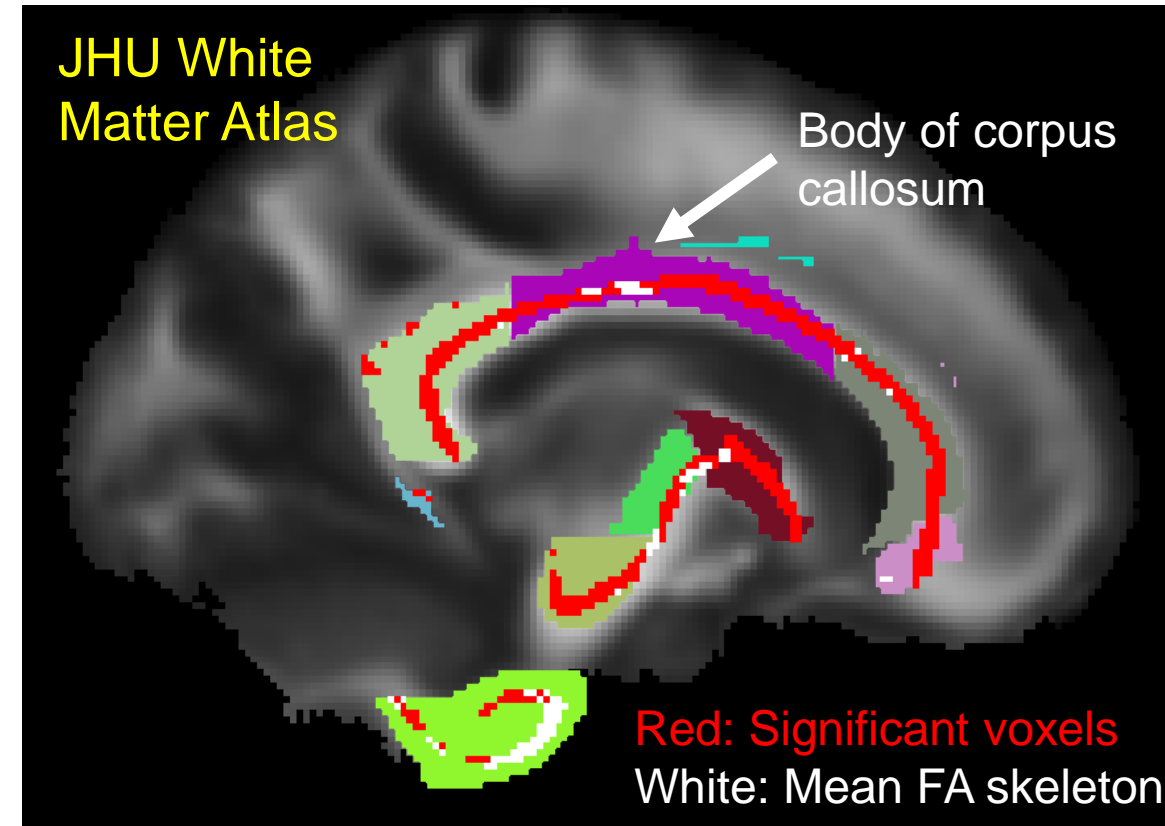 JHU White
Matter Atlas
Body of corpus
callosum
Red: Significant voxels
White: Mean FA skeleton